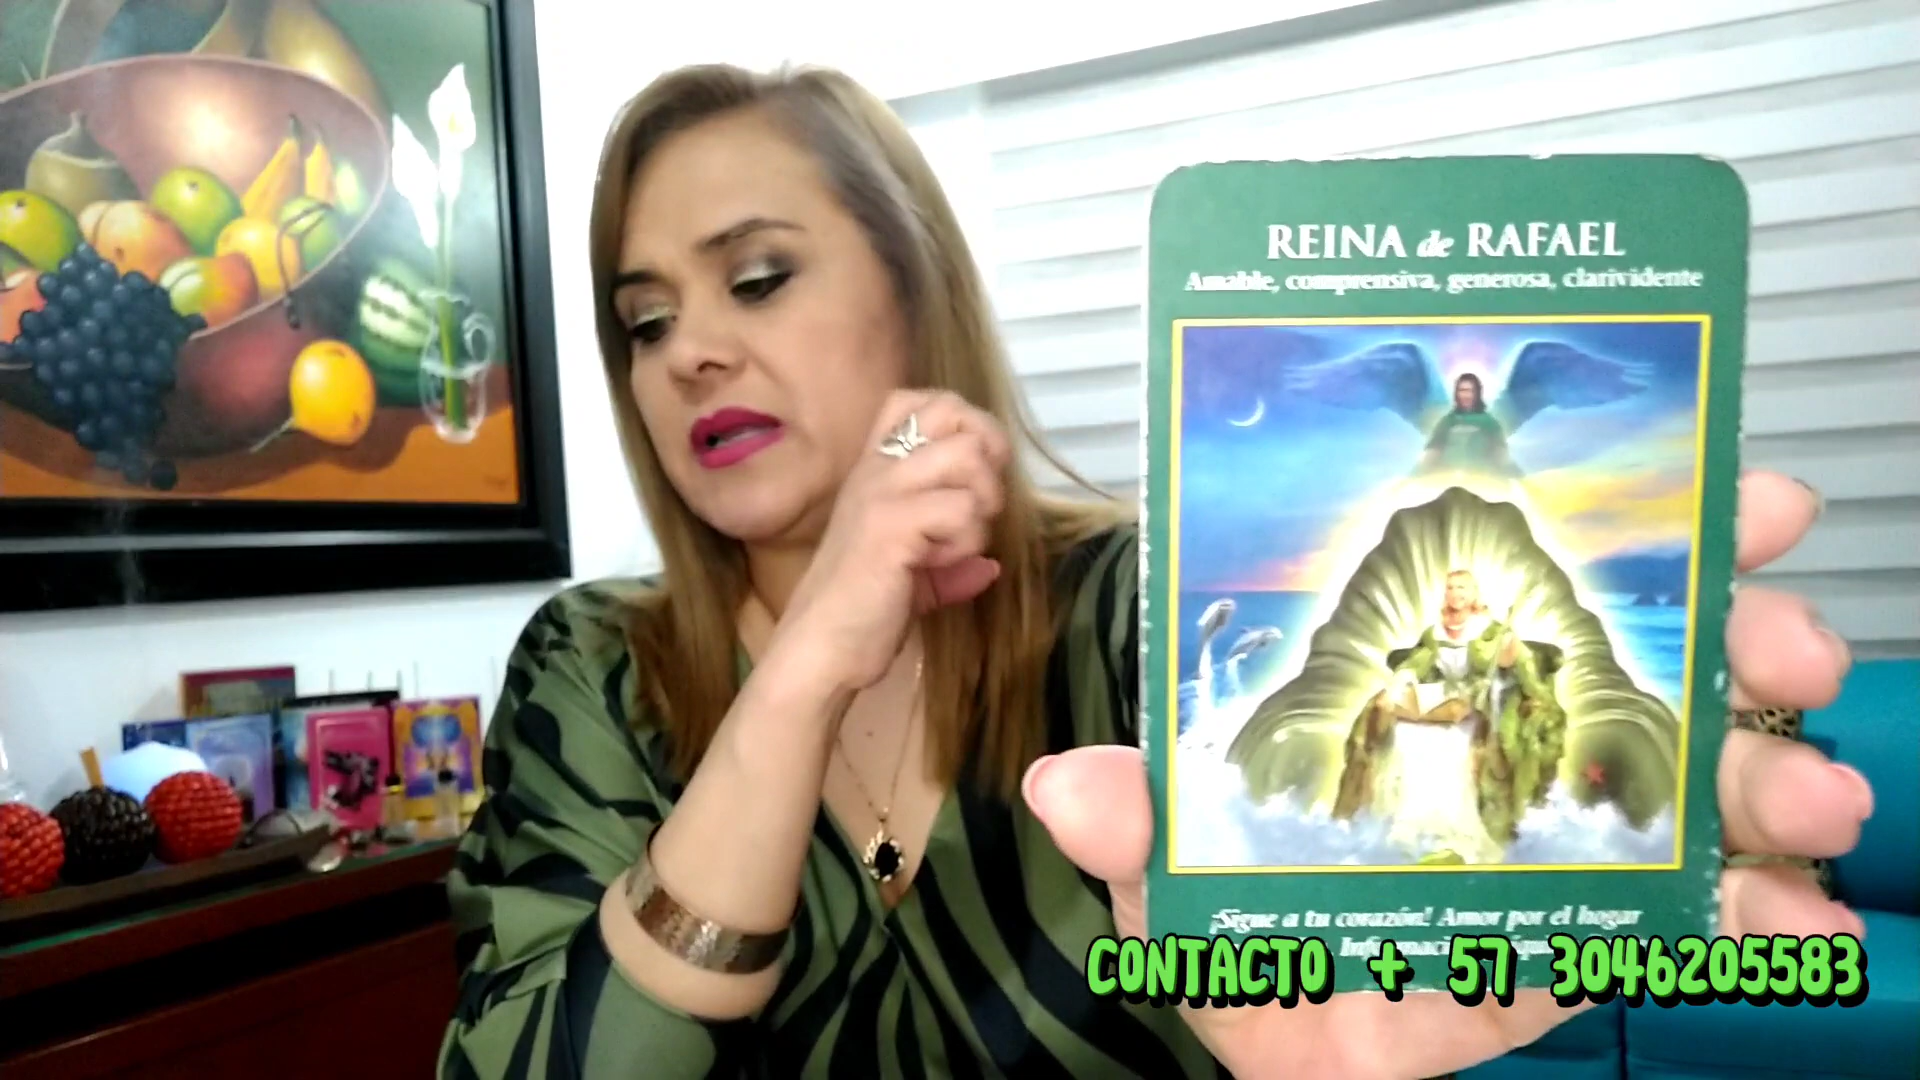 REINA de RAFAEL
Amable, comprensiva, generosa, clarividente
¡Sigue a tu corazón! Amor por el hogar
CONTACTO + 57 3046205583